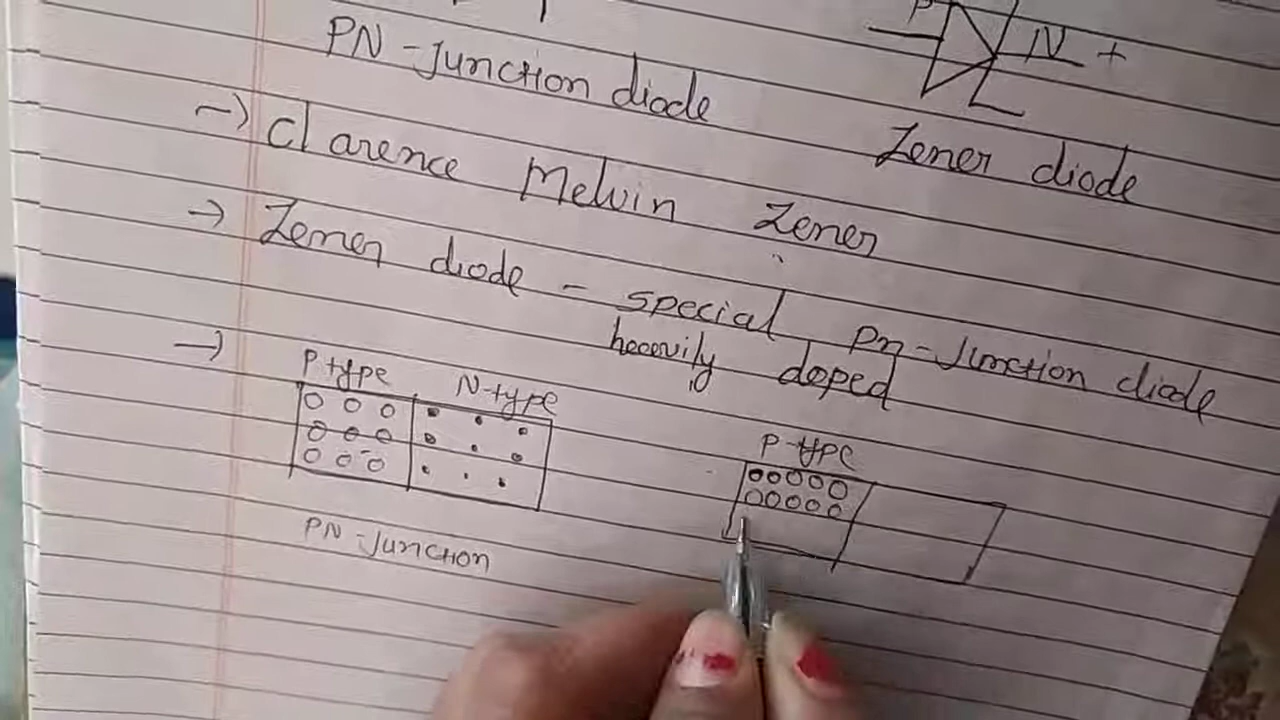 P N +
PN-Junction diode
Zener diode
→ Clarence Melvin Zener
→ Zener diode - special Pn-Junction diode
heavily doped
→
P type N-type
P-type
PN-Junction